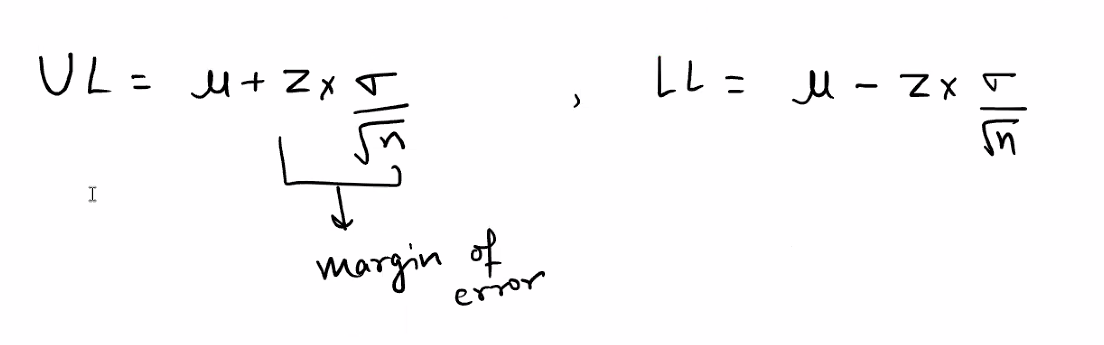 UL = μ + z × σ/√n , LL = μ − z × σ/√n
margin of
error